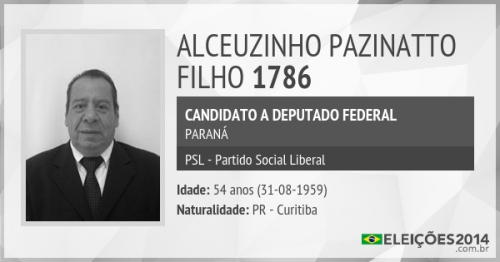 ALCEUZINHO PAZINATTO
FILHO 1786
CANDIDATO A DEPUTADO FEDERAL
PARANÁ
PSL - Partido Social Liberal
Idade: 54 anos (31-08-1959)
Naturalidade: PR - Curitiba
ELEIÇÕES2014
.com.br